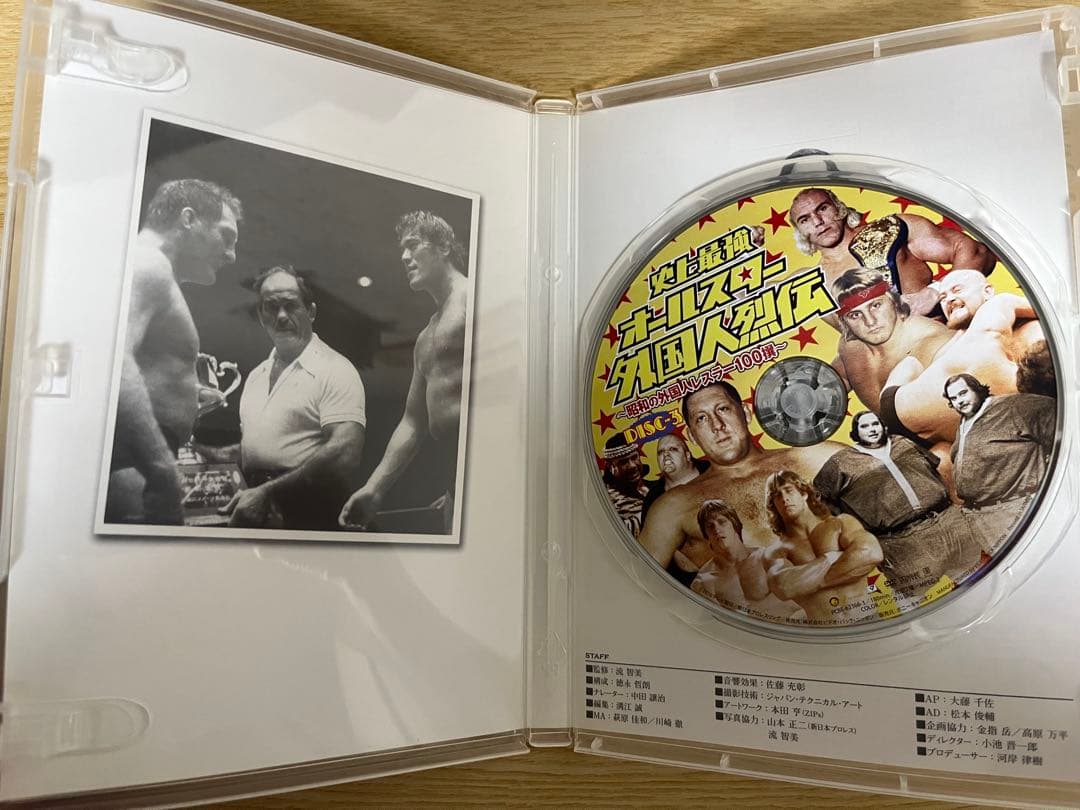 史上最強
オールスター
外国人烈伝
～昭和の外国人レスラー100撰～
DISC-3
STAFF
■監修：流 智美
■構成：徳永 哲朗
■ナレーター：中田 譲治
■編集：溝江 誠
■MA：萩原 佳和／川崎 徹
■音響効果：佐藤 充彰
■撮影技術：ジャパン・テクニカル・アート
■アートワーク：本田 亨(ZIPs)
■写真協力：山本 正二(新日本プロレス)
流 智美
■AP：大藤 千佐
■AD：松本 俊輔
■企画協力：金指 岳／高原 万平
■ディレクター：小池 晋一郎
■プロデューサー：河岸 律樹